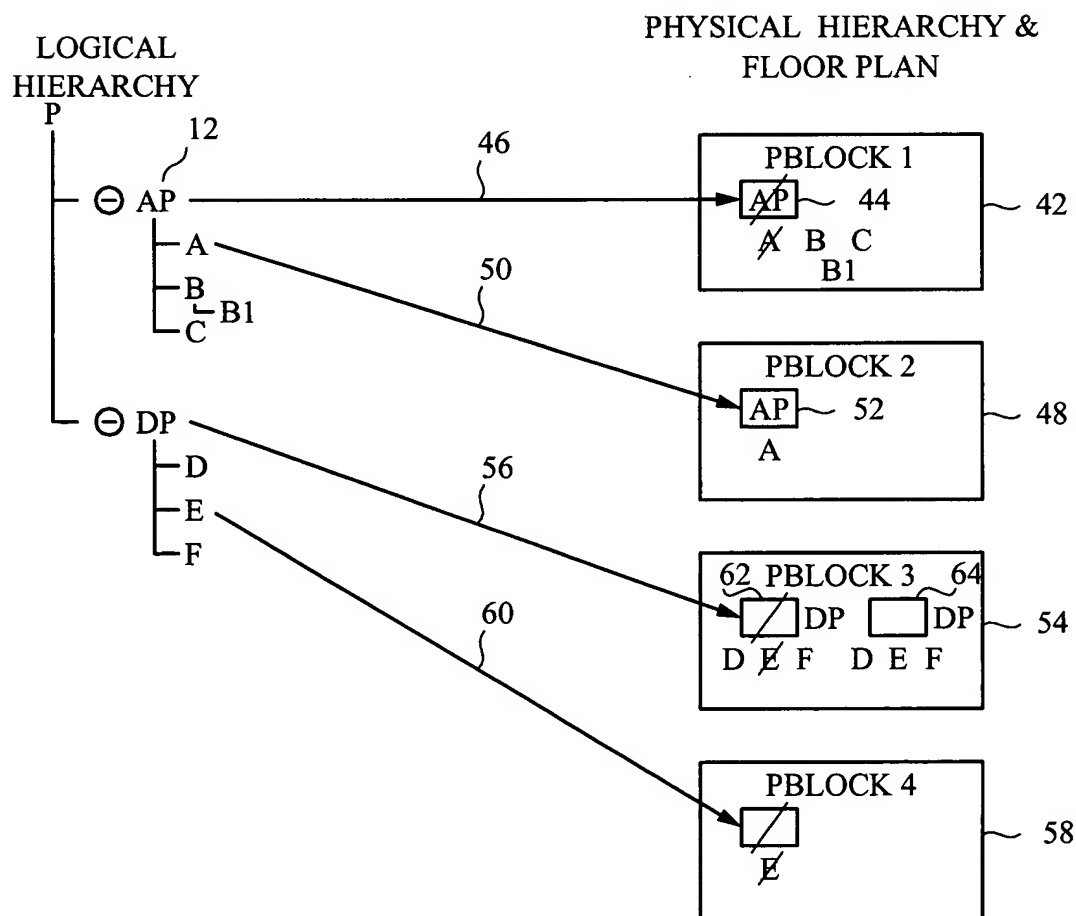 LOGICAL
HIERARCHY
PHYSICAL HIERARCHY &
FLOOR PLAN
P
12
AP
A
B
B1
C
DP
D
E
F
46
50
56
60
PBLOCK 1
AP
44
A B C
B1
42
PBLOCK 2
AP
52
A
48
62
PBLOCK 3
64
DP
DP
D E F
D E F
54
PBLOCK 4
E
58